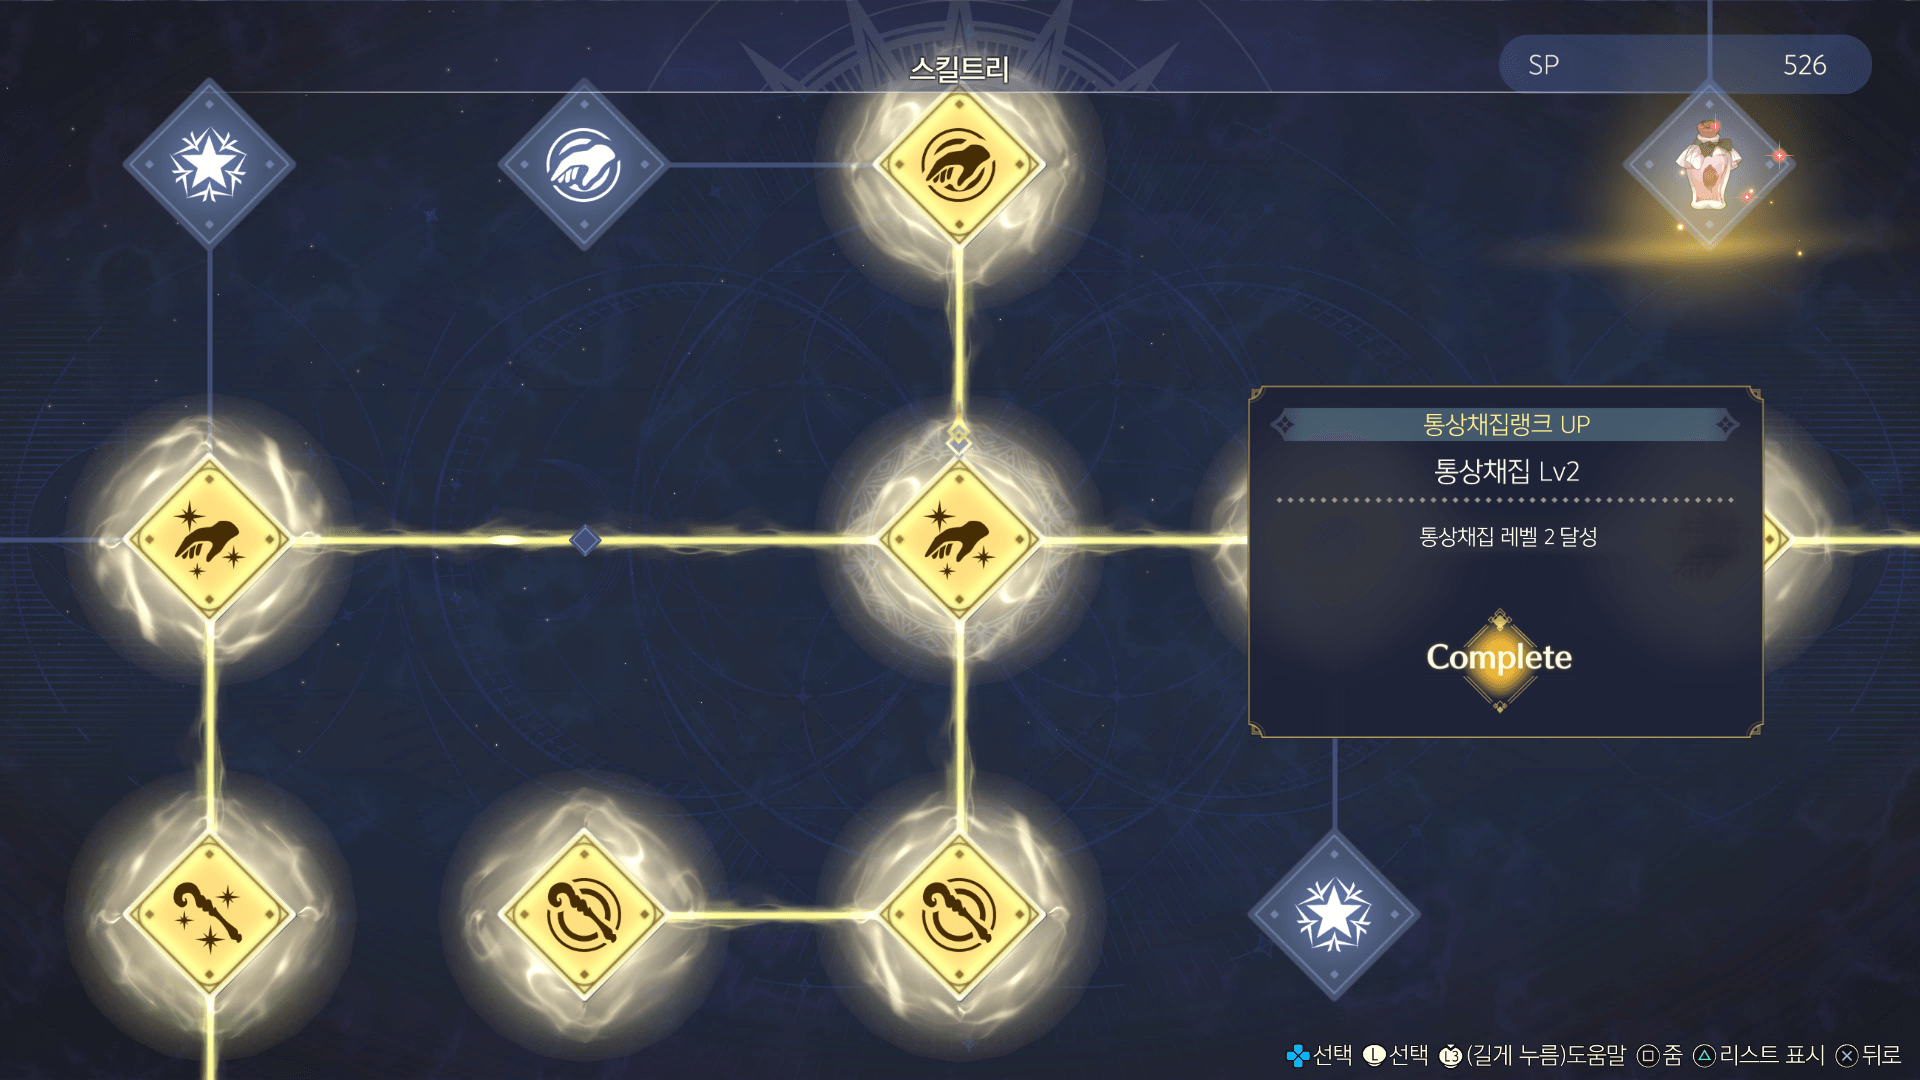 스킬트리
SP 526
통상채집랭크 UP
통상채집 Lv2
통상채집 레벨 2 달성
Complete
선택 L 선택 L3 (길게 누름)도움말 줌 리스트 표시 뒤로